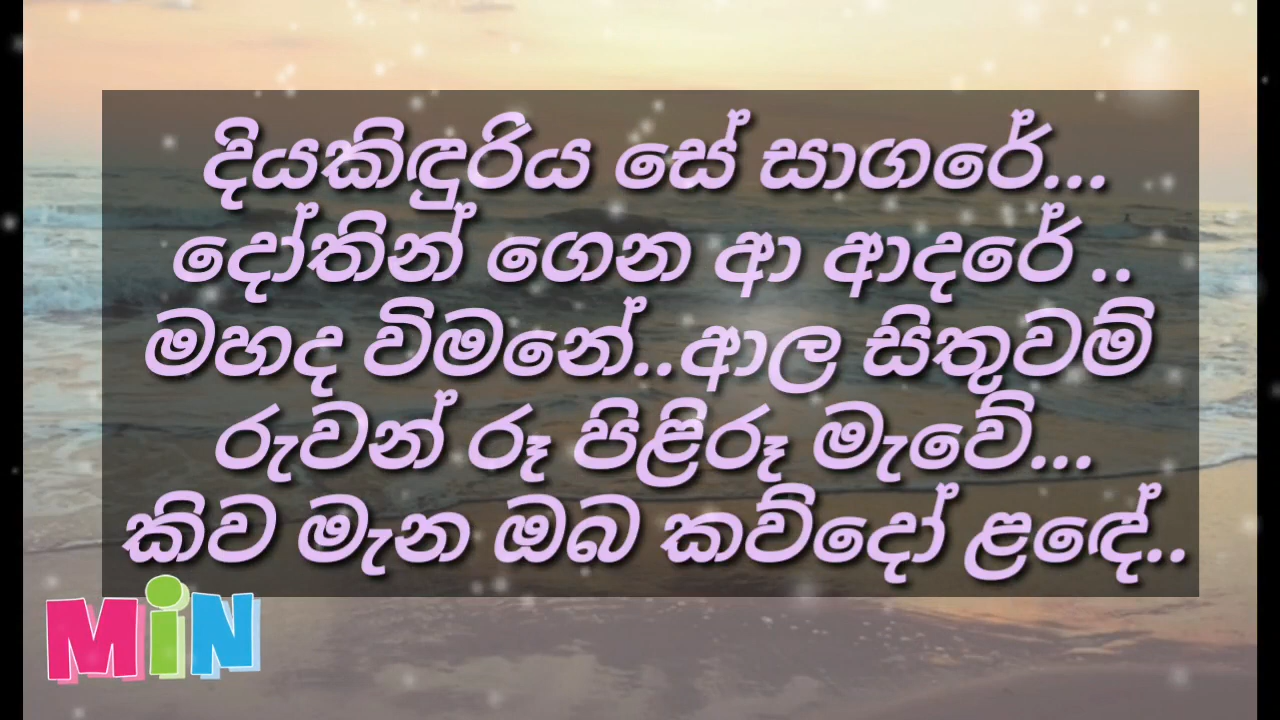 දියකිඳුරිය සේ සාගරේ...
දෝතින් ගෙන ආ ආදරේ ..
මහද විමනේ..ආල සිතුවම්
රුවන් රූ පිළිරූ මැවේ...
කිව මැන ඔබ කව්දෝ ළඳේ..
MiN